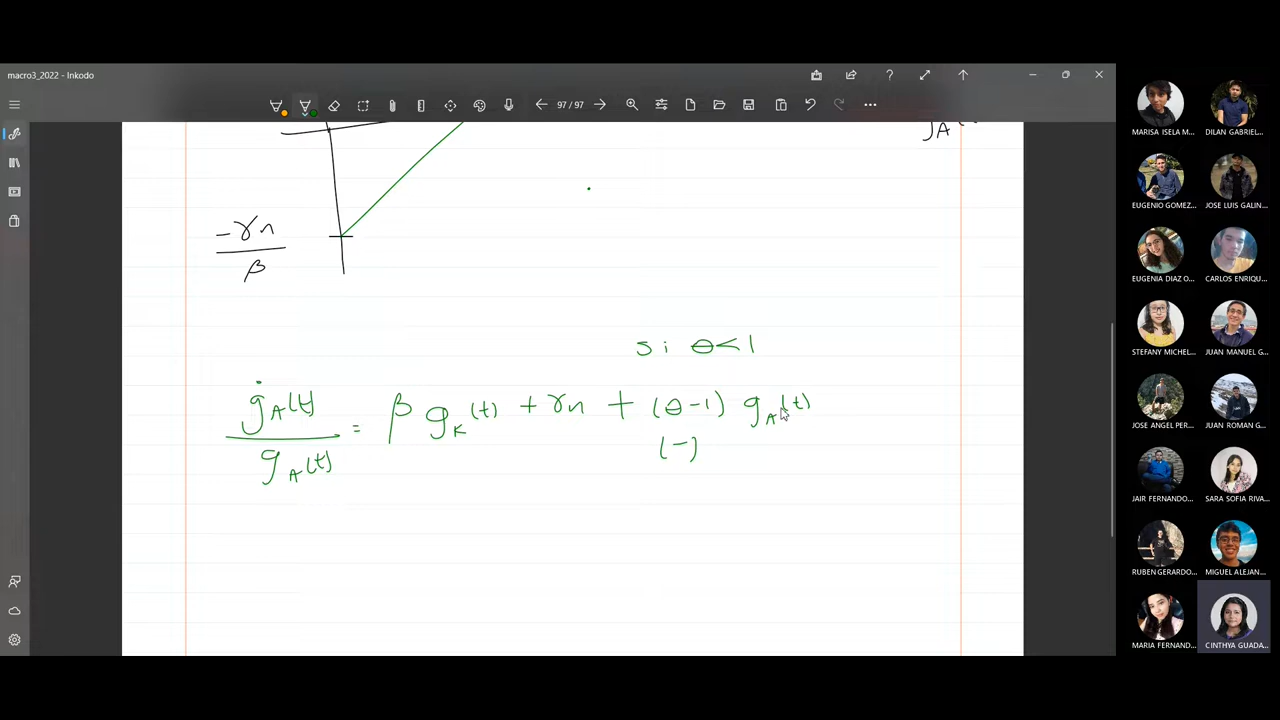 macro3_2022 - Inkodo
97 / 97
A
-γn
β
si θ<1
ġA(t)
gA(t)
= β gK(t) + γn + (θ-1) gA(t)
(-)
MARISA ISELA M...
DILAN GABRIEL...
EUGENIO GOMEZ...
JOSE LUIS GALIN...
EUGENIA DIAZ O...
CARLOS ENRIQU...
STEFANY MICHEL...
JUAN MANUEL G...
JOSE ANGEL PER...
JUAN ROMAN G...
JAIR FERNANDO...
SARA SOFIA RIVA...
RUBEN GERARDO...
MIGUEL ALEJAN...
MARIA FERNAND...
CINTHYA GUADA...